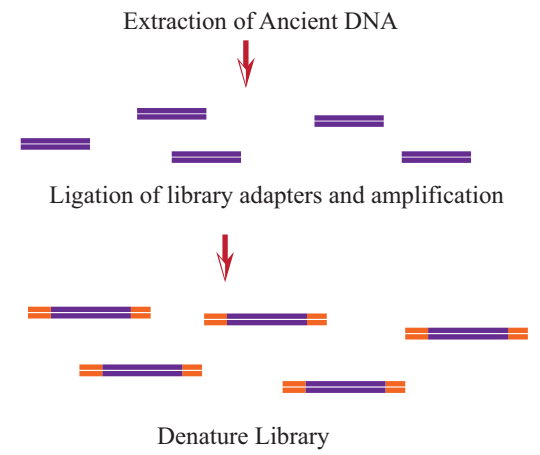 Extraction of Ancient DNA
Ligation of library adapters and amplification
Denature Library